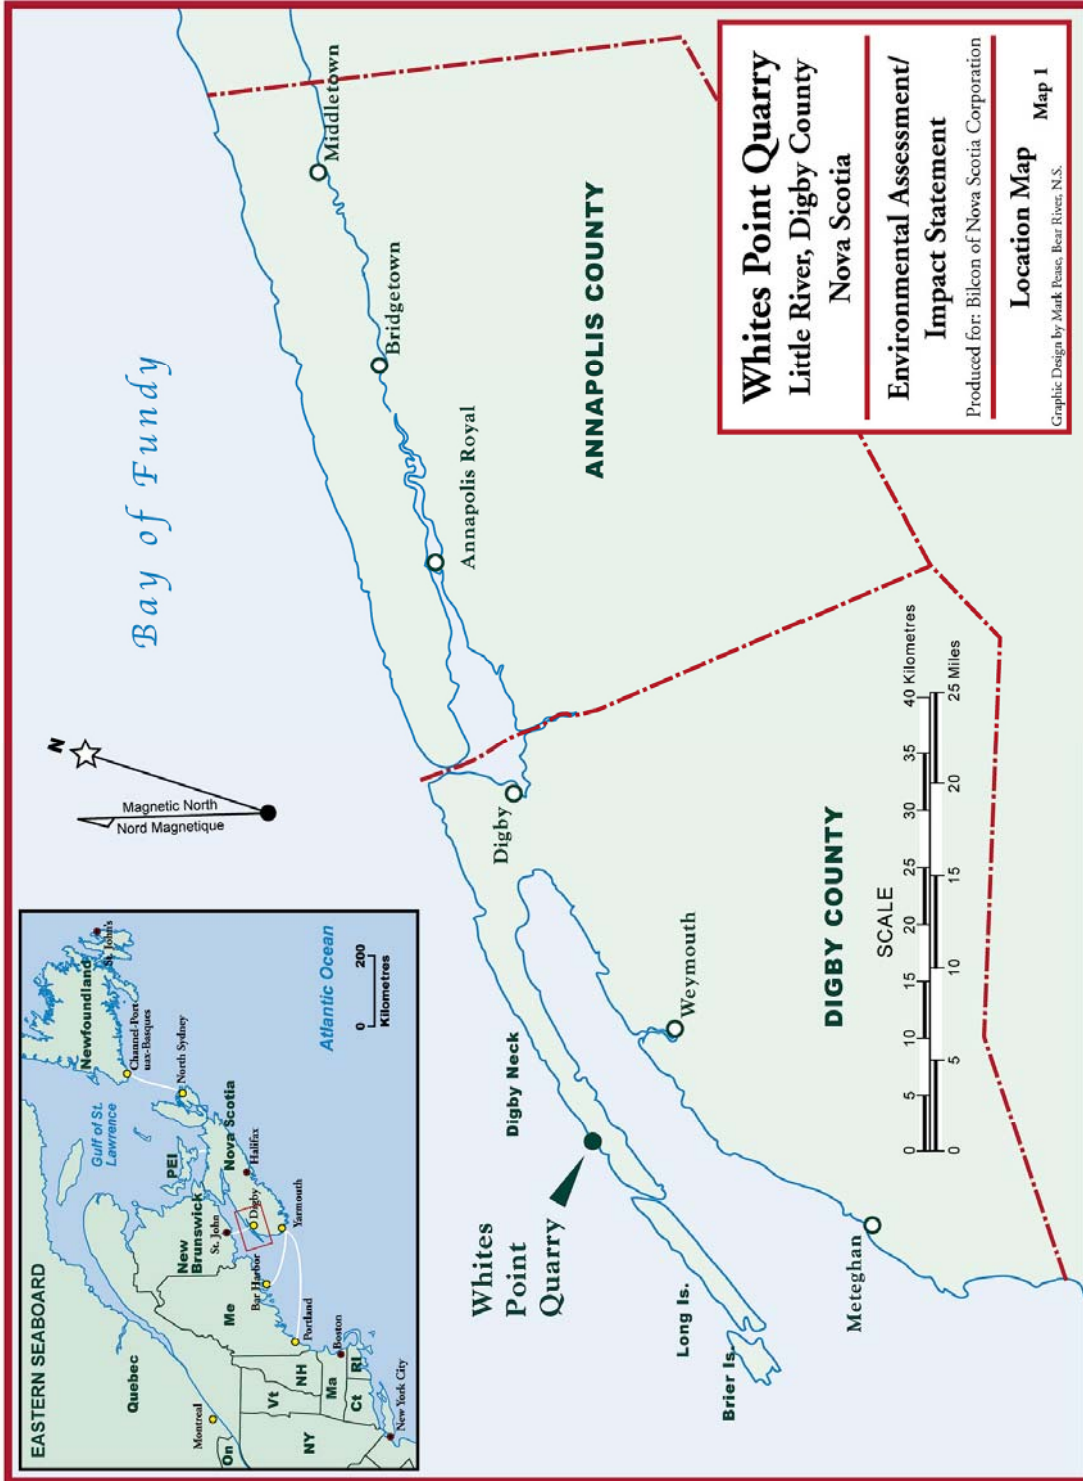 EASTERN SEABOARD
Quebec
Montreal
On
NY
Vt
NH
Ma
Ct
RI
Me
New York City
Boston
Portland
Bar Harbor
New
Brunswick
St. John
Digby
Yarmouth
Halifax
Nova Scotia
PEI
Gulf of St.
Lawrence
North Sydney
Channel-Port-
uax-Basques
Newfoundland
St. John's
Atlantic Ocean
0 200
Kilometres
N
Magnetic North
Nord Magnetique
Bay of Fundy
Middletown
Bridgetown
Annapolis Royal
ANNAPOLIS COUNTY
Digby
Digby Neck
Whites
Point
Quarry
Weymouth
Long Is.
Brier Is.
Meteghan
DIGBY COUNTY
SCALE
0 5 10 15 20 25 30 35 40 Kilometres
0 5 10 15 20 25 Miles
Whites Point Quarry
Little River, Digby County
Nova Scotia
Environmental Assessment/
Impact Statement
Produced for: Bilcon of Nova Scotia Corporation
Location Map
Map 1
Graphic Design by Mark Pease, Bear River, N.S.